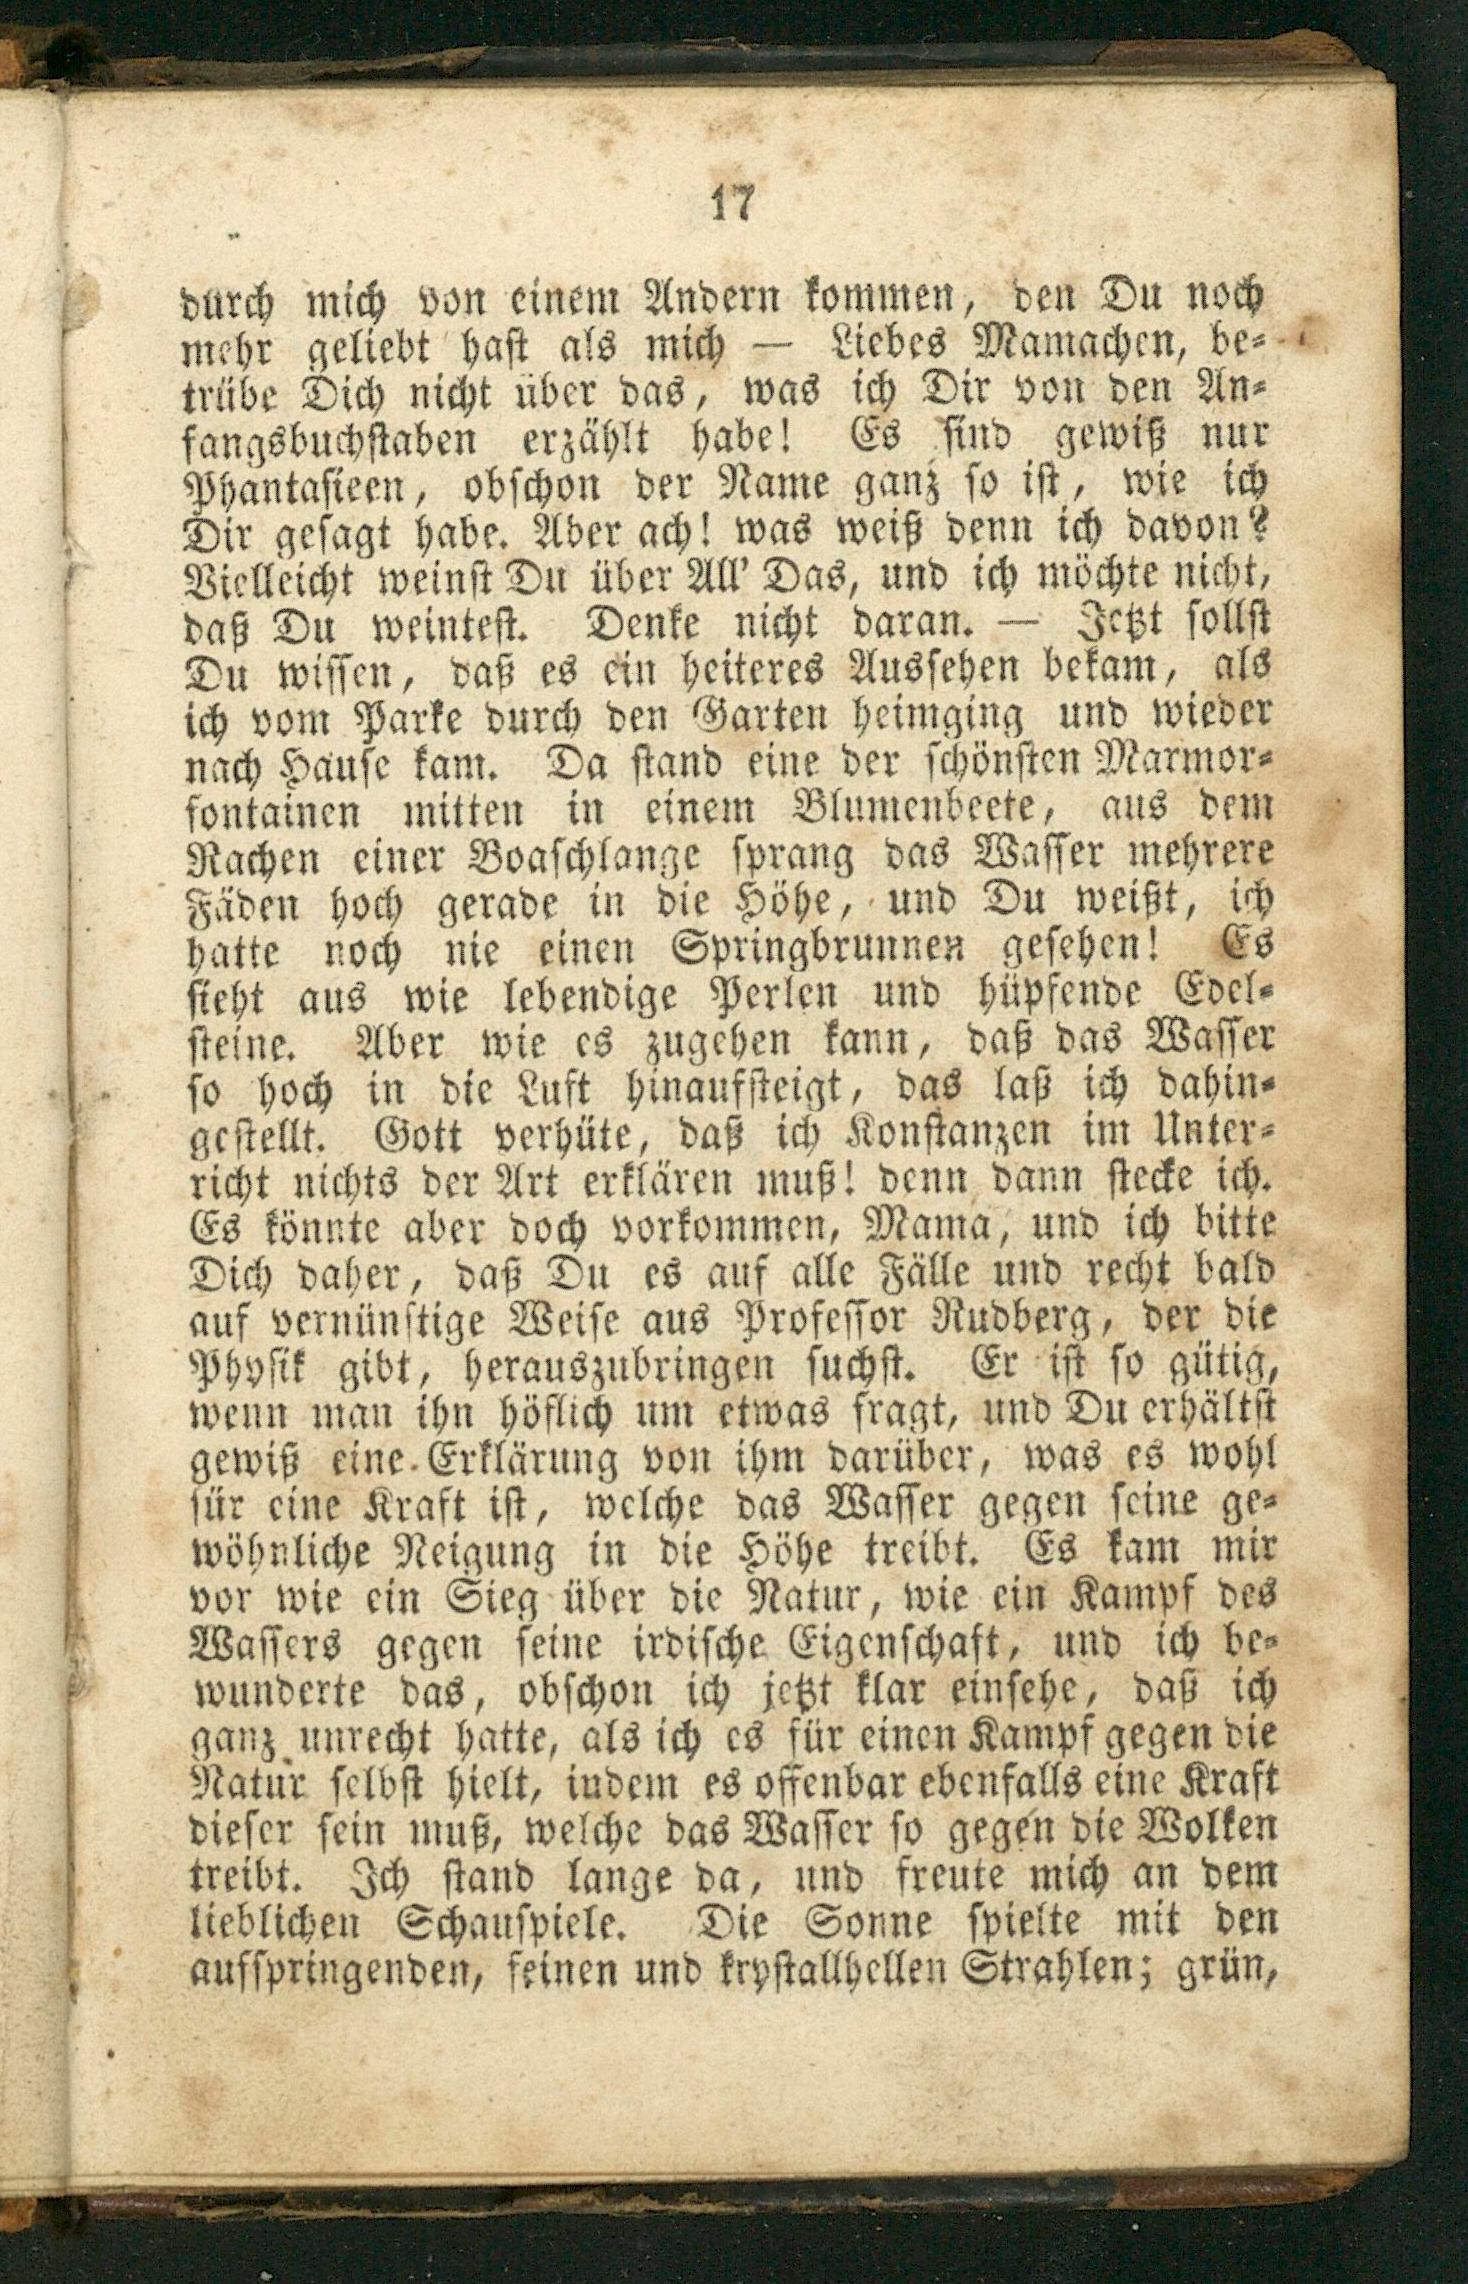 17
durch mich von einem Andern kommen, den Du noch
mehr geliebt hast als mich — Liebes Mamachen, be-
trübe Dich nicht über das, was ich Dir von den An-
fangsbuchstaben erzählt habe! Es sind gewiß nur
Phantasieen, obschon der Name ganz so ist, wie ich
Dir gesagt habe. Aber ach! was weiß denn ich davon?
Vielleicht weinst Du über All' Das, und ich möchte nicht,
daß Du weintest. Denke nicht daran. — Jetzt sollst
Du wissen, daß es ein heiteres Aussehen bekam, als
ich vom Parke durch den Garten heimging und wieder
nach Hause kam. Da stand eine der schönsten Marmor-
fontainen mitten in einem Blumenbeete, aus dem
Rachen einer Boaschlange sprang das Wasser mehrere
Fäden hoch gerade in die Höhe, und Du weißt, ich
hatte noch nie einen Springbrunnen gesehen! Es
sieht aus wie lebendige Perlen und hüpfende Edel-
steine. Aber wie es zugehen kann, daß das Wasser
so hoch in die Luft hinaufsteigt, das laß ich dahin-
gestellt. Gott verhüte, daß ich Konstanzen im Unter-
richt nichts der Art erklären muß! denn dann stecke ich.
Es könnte aber doch vorkommen, Mama, und ich bitte
Dich daher, daß Du es auf alle Fälle und recht bald
auf vernünftige Weise aus Professor Rudberg, der die
Physik gibt, herauszubringen suchst. Er ist so gütig,
wenn man ihn höflich um etwas fragt, und Du erhältst
gewiß eine Erklärung von ihm darüber, was es wohl
für eine Kraft ist, welche das Wasser gegen seine ge-
wöhnliche Neigung in die Höhe treibt. Es kam mir
vor wie ein Sieg über die Natur, wie ein Kampf des
Wassers gegen seine irdische Eigenschaft, und ich be-
wunderte das, obschon ich jetzt klar einsehe, daß ich
ganz unrecht hatte, als ich es für einen Kampf gegen die
Natur selbst hielt, indem es offenbar ebenfalls eine Kraft
dieser sein muß, welche das Wasser so gegen die Wolken
treibt. Ich stand lange da, und freute mich an dem
lieblichen Schauspiele. Die Sonne spielte mit den
aufspringenden, feinen und krystallhellen Strahlen; grün,